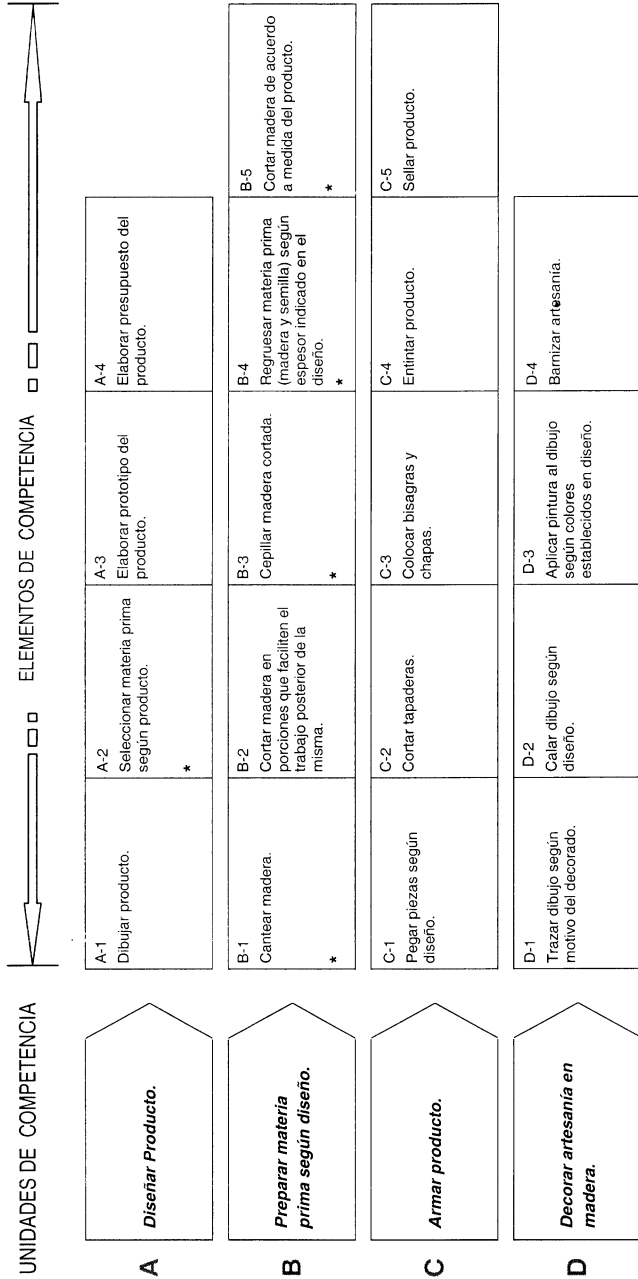 UNIDADES DE COMPETENCIA
ELEMENTOS DE COMPETENCIA
A
Diseñar Producto.
A-1
Dibujar producto.
A-2
Seleccionar materia prima
según producto.
*
A-3
Elaborar prototipo del
producto.
A-4
Elaborar presupuesto del
producto.
B
Preparar materia
prima según diseño.
B-1
Cantear madera.
*
B-2
Cortar madera en
porciones que faciliten el
trabajo posterior de la
misma.
B-3
Cepillar madera cortada.
*
B-4
Regruesar materia prima
(madera y semilla) según
espesor indicado en el
diseño.
*
B-5
Cortar madera de acuerdo
a medida del producto.
*
C
Armar producto.
C-1
Pegar piezas según
diseño.
C-2
Cortar tapaderas.
C-3
Colocar bisagras y
chapas.
C-4
Entintar producto.
C-5
Sellar producto.
D
Decorar artesanía en
madera.
D-1
Trazar dibujo según
motivo del decorado.
D-2
Calar dibujo según
diseño.
D-3
Aplicar pintura al dibujo
según colores
establecidos en diseño.
D-4
Barnizar artesanía.